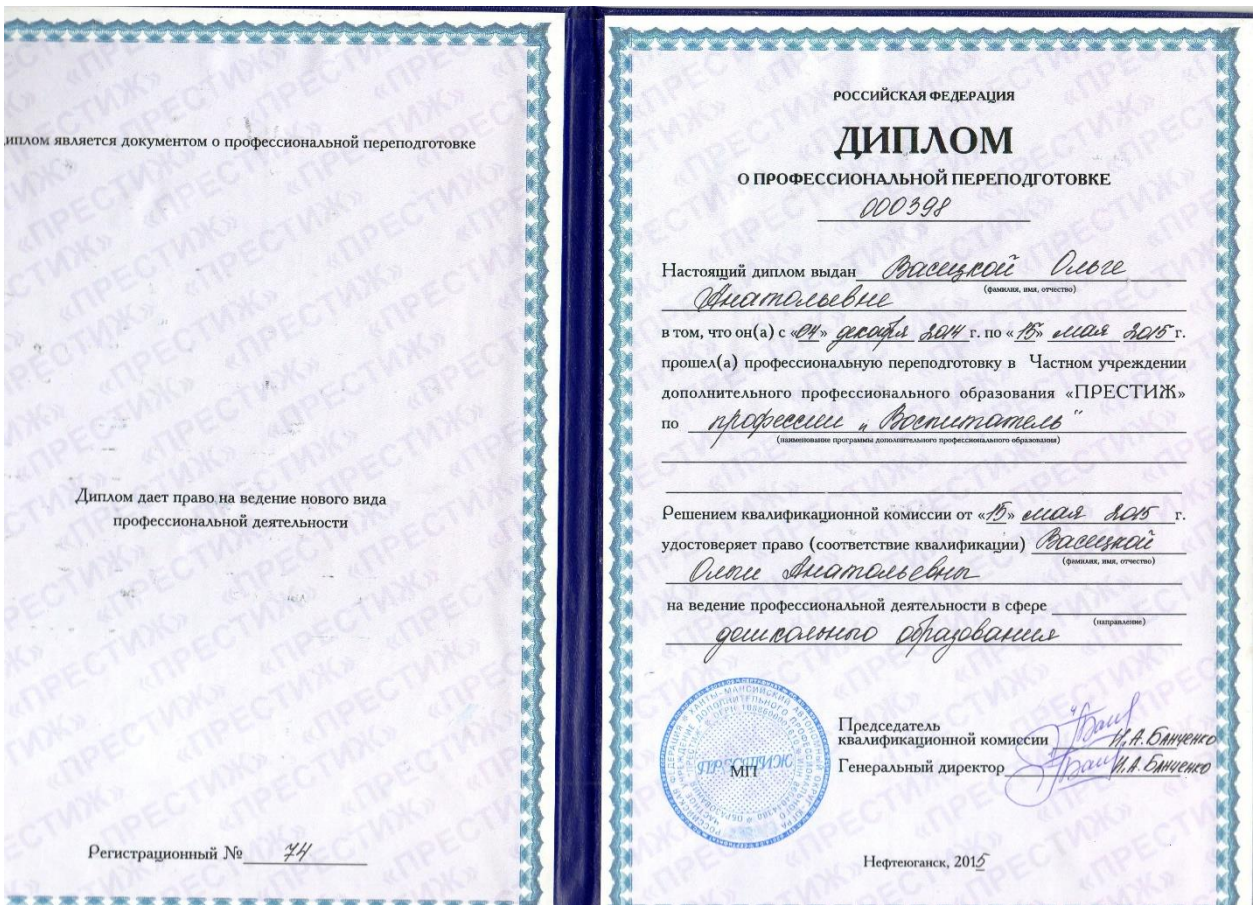 иплом является документом о профессиональной переподготовке
Диплом дает право на ведение нового вида
профессиональной деятельности
Регистрационный № 74
РОССИЙСКАЯ ФЕДЕРАЦИЯ
ДИПЛОМ
О ПРОФЕССИОНАЛЬНОЙ ПЕРЕПОДГОТОВКЕ
000398
Настоящий диплом выдан Васецкой Ольге
(фамилия, имя, отчество)
Анатольевне
в том, что он(а) с «04» декабря 2014 г. по «15» мая 2015 г.
прошел(а) профессиональную переподготовку в Частном учреждении
дополнительного профессионального образования «ПРЕСТИЖ»
по профессии „Воспитатель"
(наименование программы дополнительного профессионального образования)
Решением квалификационной комиссии от «15» мая 2015 г.
удостоверяет право (соответствие квалификации) Васецкой
(фамилия, имя, отчество)
Ольги Анатольевны
на ведение профессиональной деятельности в сфере
(направление)
дошкольного образования
Председатель
квалификационной комиссии И.А. Банченко
Генеральный директор И.А. Банченко
ПРЕСТИЖ
МП
Нефтеюганск, 2015